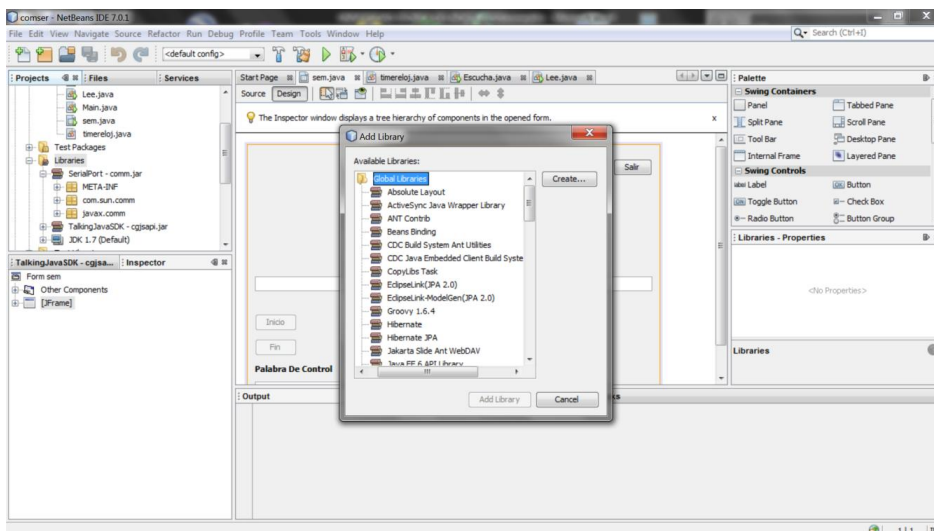 comser - NetBeans IDE 7.0.1
File Edit View Navigate Source Refactor Run Debug Profile Team Tools Window Help
Search (Ctrl+I)
<default config>
Projects Files Services
Lee.java
Main.java
sem.java
timereloj.java
Test Packages
Libraries
SerialPort - comm.jar
META-INF
com.sun.comm
javax.comm
TalkingJavaSDK - cgjsapi.jar
JDK 1.7 (Default)
TalkingJavaSDK - cgjsa... Inspector
Form sem
Other Components
[JFrame]
Start Page sem.java timereloj.java Escucha.java Lee.java
Source Design
The Inspector window displays a tree hierarchy of components in the opened form.
Salir
Inicio
Fin
Palabra De Control
Output
Add Library
Available Libraries:
Global Libraries
Absolute Layout
ActiveSync Java Wrapper Library
ANT Contrib
Beans Binding
CDC Build System Ant Utilities
CDC Java Embedded Client Build Syste
CopyLibs Task
EclipseLink(JPA 2.0)
EclipseLink-ModelGen(JPA 2.0)
Groovy 1.6.4
Hibernate
Hibernate JPA
Jakarta Slide Ant WebDAV
Java EE 6 API Library
Create...
Add Library Cancel
Palette
Swing Containers
Panel Tabbed Pane
Split Pane Scroll Pane
Tool Bar Desktop Pane
Internal Frame Layered Pane
Swing Controls
label Label Button
Toggle Button Check Box
Radio Button Button Group
Libraries - Properties
<No Properties>
Libraries
1 | 1